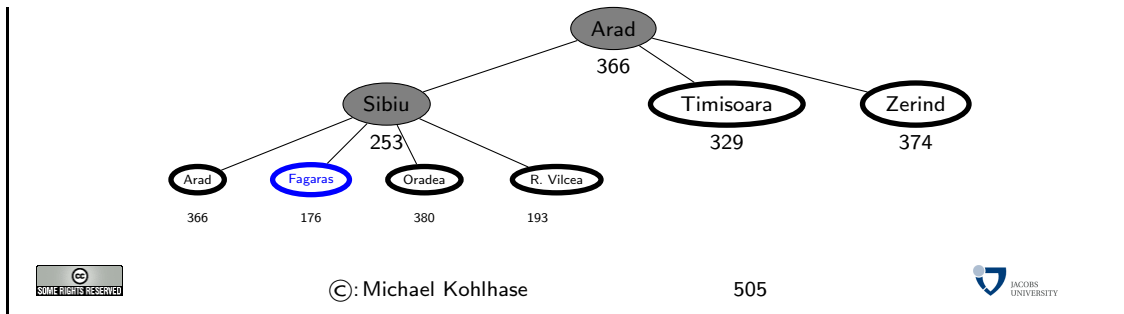 Arad
366
Sibiu Timisoara Zerind
253 329 374
Arad Fagaras Oradea R. Vilcea
366 176 380 193
cc
SOME RIGHTS RESERVED
©: Michael Kohlhase 505
JACOBS
UNIVERSITY